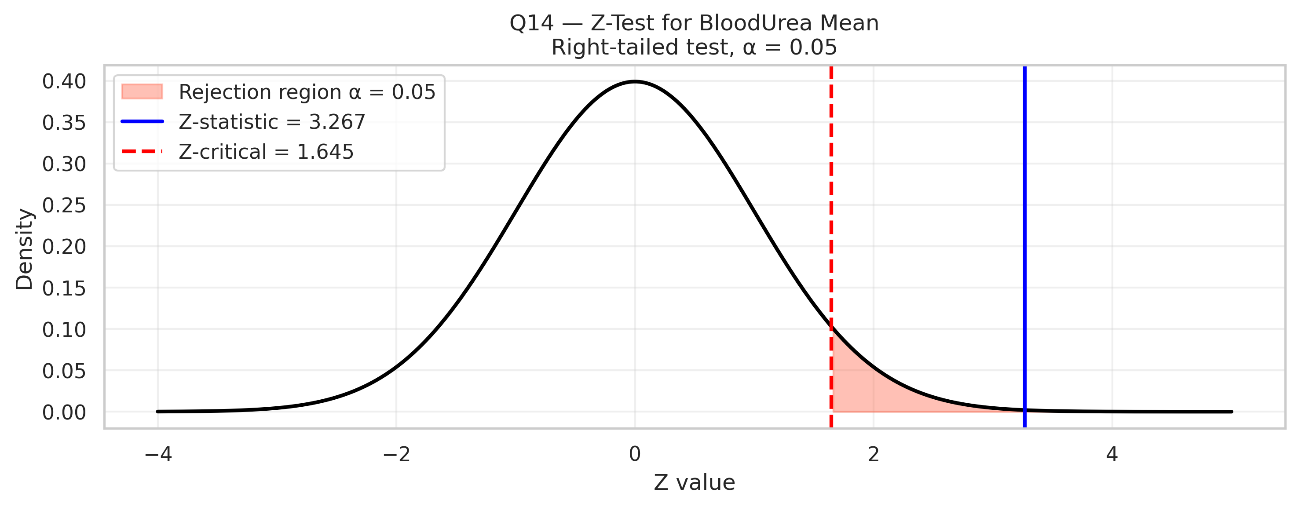 Q14 — Z-Test for BloodUrea Mean
Right-tailed test, α = 0.05
Rejection region α = 0.05
Z-statistic = 3.267
Z-critical = 1.645
Density
0.40
0.35
0.30
0.25
0.20
0.15
0.10
0.05
0.00
−4
−2
0
2
4
Z value